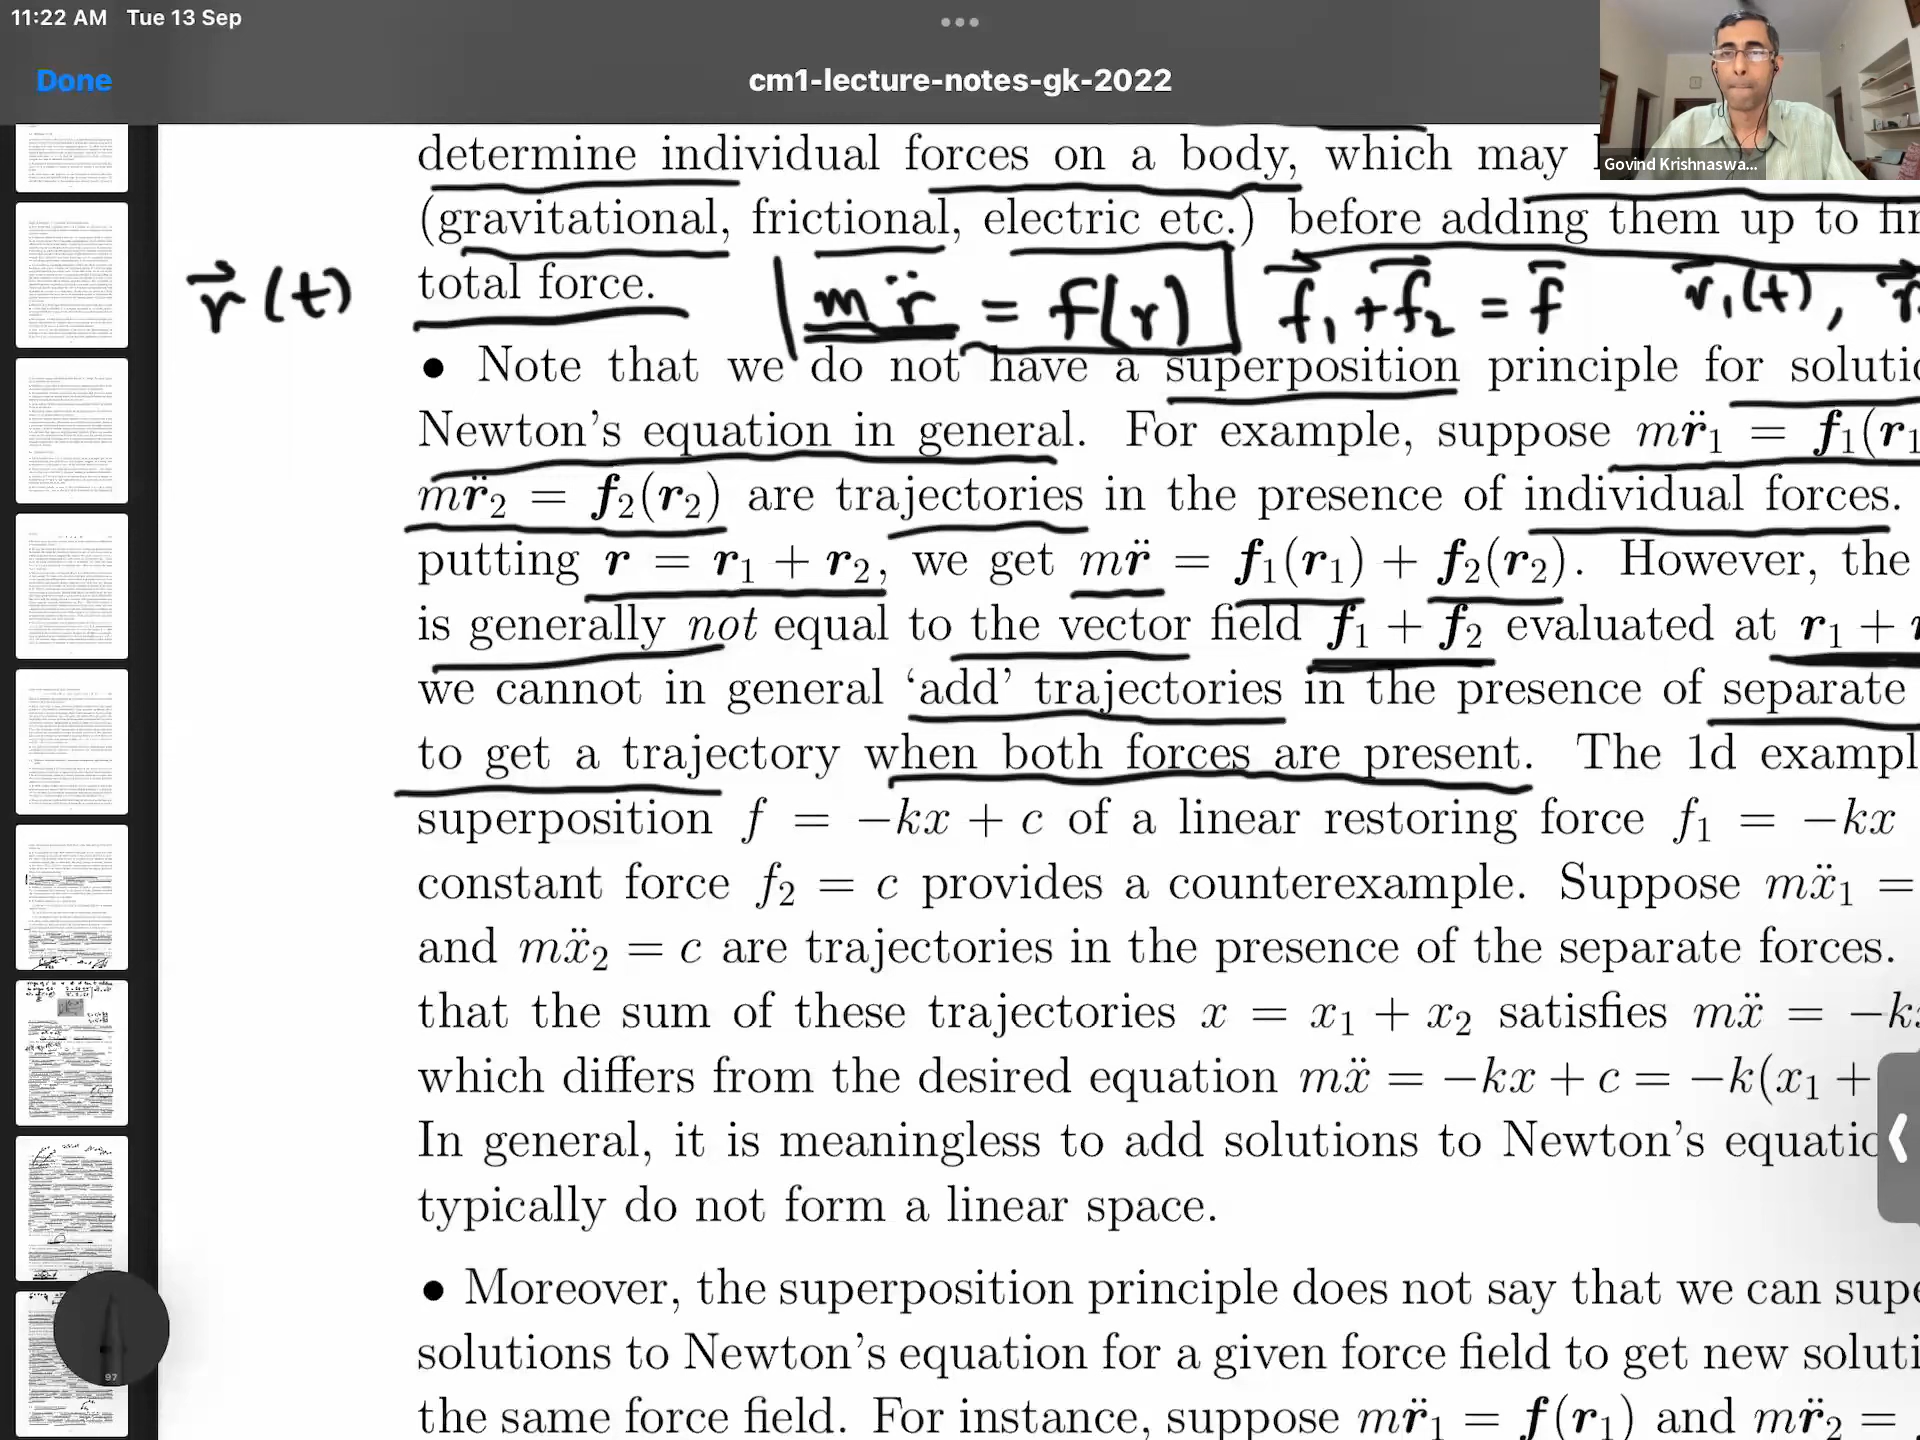 11:22 AM Tue 13 Sep
Done
cm1-lecture-notes-gk-2022
Govind Krishnaswa...
determine individual forces on a body, which may
(gravitational, frictional, electric etc.) before adding them up to
total force.
r⃗(t)
m r̈ = f(r)
f⃗₁ + f⃗₂ = f⃗
r⃗₁(t),
• Note that we do not have a superposition principle for
Newton's equation in general. For example, suppose mr̈₁ = f₁(r₁
mr̈₂ = f₂(r₂) are trajectories in the presence of individual forces.
putting r = r₁ + r₂, we get mr̈ = f₁(r₁) + f₂(r₂). However, the
is generally not equal to the vector field f₁ + f₂ evaluated at r₁ +
we cannot in general ‘add’ trajectories in the presence of separate
to get a trajectory when both forces are present. The 1d
superposition f = −kx + c of a linear restoring force f₁ = −kx
constant force f₂ = c provides a counterexample. Suppose mẍ₁ =
and mẍ₂ = c are trajectories in the presence of the separate forces.
that the sum of these trajectories x = x₁ + x₂ satisfies mẍ = −k
which differs from the desired equation mẍ = −kx + c = −k(x₁ +
In general, it is meaningless to add solutions to Newton's
typically do not form a linear space.
• Moreover, the superposition principle does not say that we can
solutions to Newton's equation for a given force field to get new
the same force field. For instance, suppose mr̈₁ = f(r₁) and mr̈₂ =
97